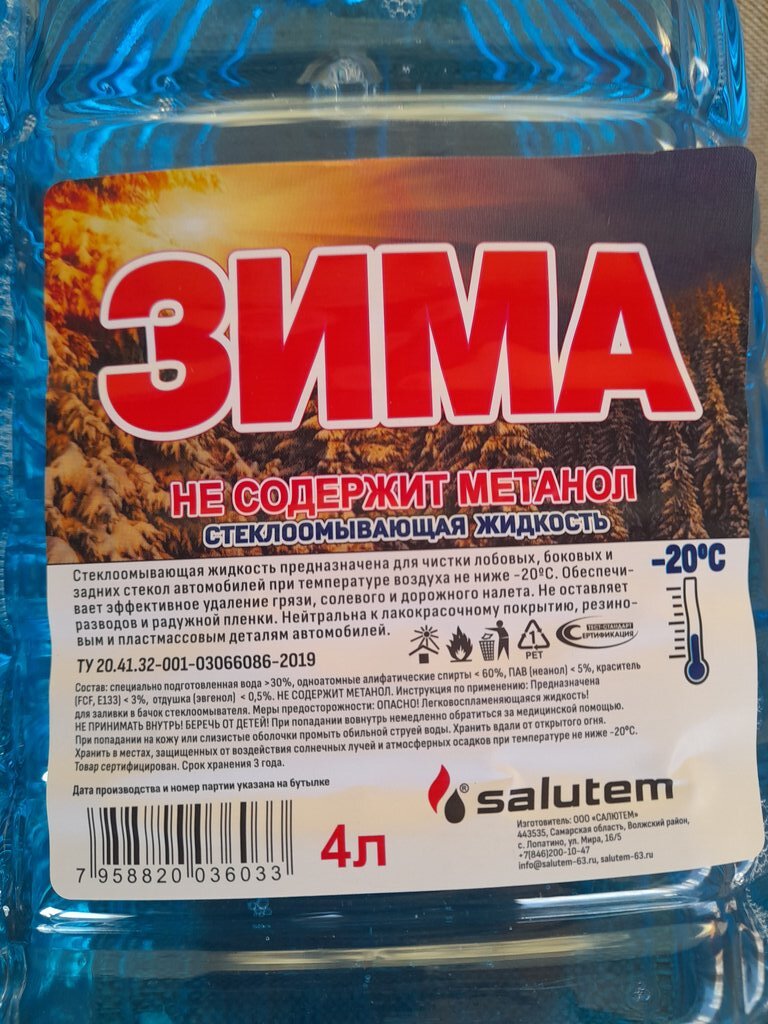 ЗИМА
НЕ СОДЕРЖИТ МЕТАНОЛ
СТЕКЛООМЫВАЮЩАЯ ЖИДКОСТЬ
Стеклоомывающая жидкость предназначена для чистки лобовых, боковых и
задних стекол автомобилей при температуре воздуха не ниже -20ºС. Обеспечи-
вает эффективное удаление грязи, солевого и дорожного налета. Не оставляет
разводов и радужной пленки. Нейтральна к лакокрасочному покрытию, резино-
вым и пластмассовым деталям автомобилей.
-20ºС
1
PET
ТЕСТ-СТАНДАРТ
СЕРТИФИКАЦИЯ
ТУ 20.41.32-001-03066086-2019
Состав: специально подготовленная вода >30%, одноатомные алифатические спирты < 60%, ПАВ (неанол) < 5%, краситель
(FCF, E133) < 3%, отдушка (эвгенол) < 0,5%. НЕ СОДЕРЖИТ МЕТАНОЛ. Инструкция по применению: Предназначена
для заливки в бачок стеклоомывателя. Меры предосторожности: ОПАСНО! Легковоспламеняющаяся жидкость!
НЕ ПРИНИМАТЬ ВНУТРЬ! БЕРЕЧЬ ОТ ДЕТЕЙ! При попадании вовнутрь немедленно обратиться за медицинской помощью.
При попадании на кожу или слизистые оболочки промыть обильной струей воды. Хранить вдали от открытого огня.
Хранить в местах, защищенных от воздействия солнечных лучей и атмосферных осадков при температуре не ниже -20ºС.
Товар сертифицирован. Срок хранения 3 года.
Дата производства и номер партии указана на бутылке
7 958820 036033
4л
® salutem
Изготовитель: ООО «САЛЮТЕМ»
443535, Самарская область, Волжский район,
с. Лопатино, ул. Мира, 16/5
+7(846)200-10-47
info@salutem-63.ru, salutem-63.ru